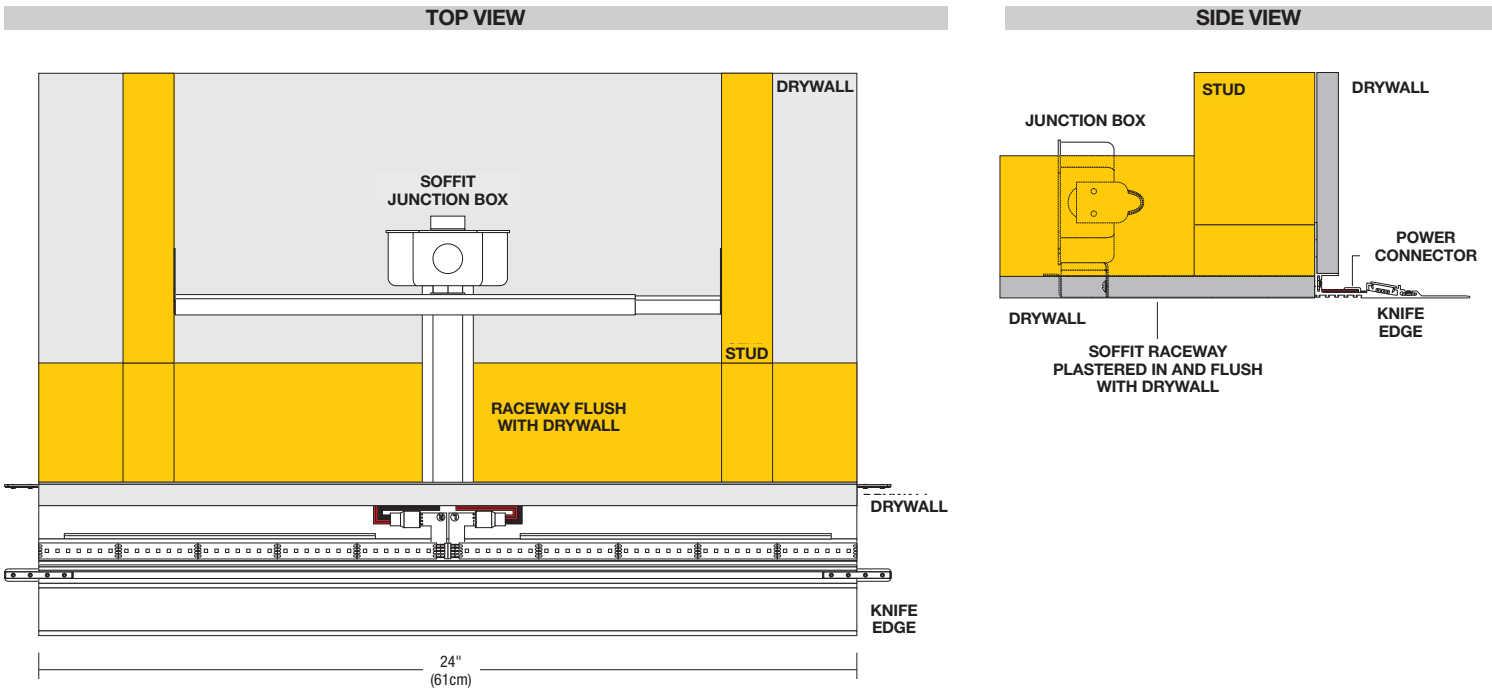 TOP VIEW
DRYWALL
SOFFIT
JUNCTION BOX
STUD
RACEWAY FLUSH
WITH DRYWALL
DRYWALL
KNIFE
EDGE
24"
(61cm)
SIDE VIEW
STUD
DRYWALL
JUNCTION BOX
POWER
CONNECTOR
DRYWALL
KNIFE
EDGE
SOFFIT RACEWAY
PLASTERED IN AND FLUSH
WITH DRYWALL